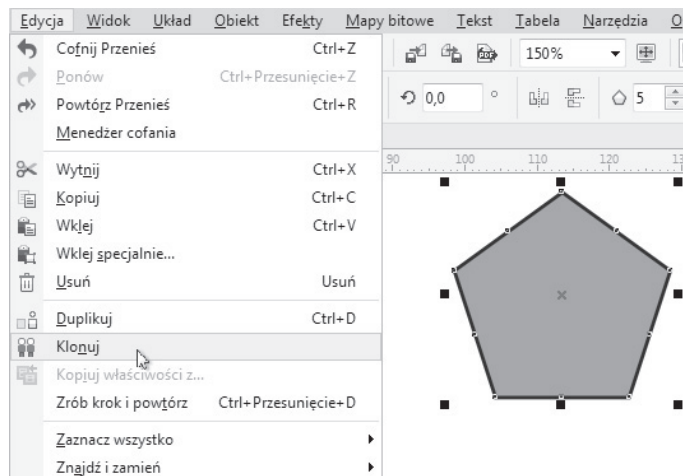 Edycja Widok Układ Obiekt Efekty Mapy bitowe Tekst Tabela Narzędzia O
Cofnij Przenieś Ctrl+Z
Ponów Ctrl+Przesunięcie+Z
Powtórz Przenieś Ctrl+R
Menedżer cofania
Wytnij Ctrl+X
Kopiuj Ctrl+C
Wklej Ctrl+V
Wklej specjalnie...
Usuń Usuń
Duplikuj Ctrl+D
Klonuj
Kopiuj właściwości z...
Zrób krok i powtórz Ctrl+Przesunięcie+D
Zaznacz wszystko
Znajdź i zamień
PDF 150%
0,0 ° 5
90 100 110 120 13